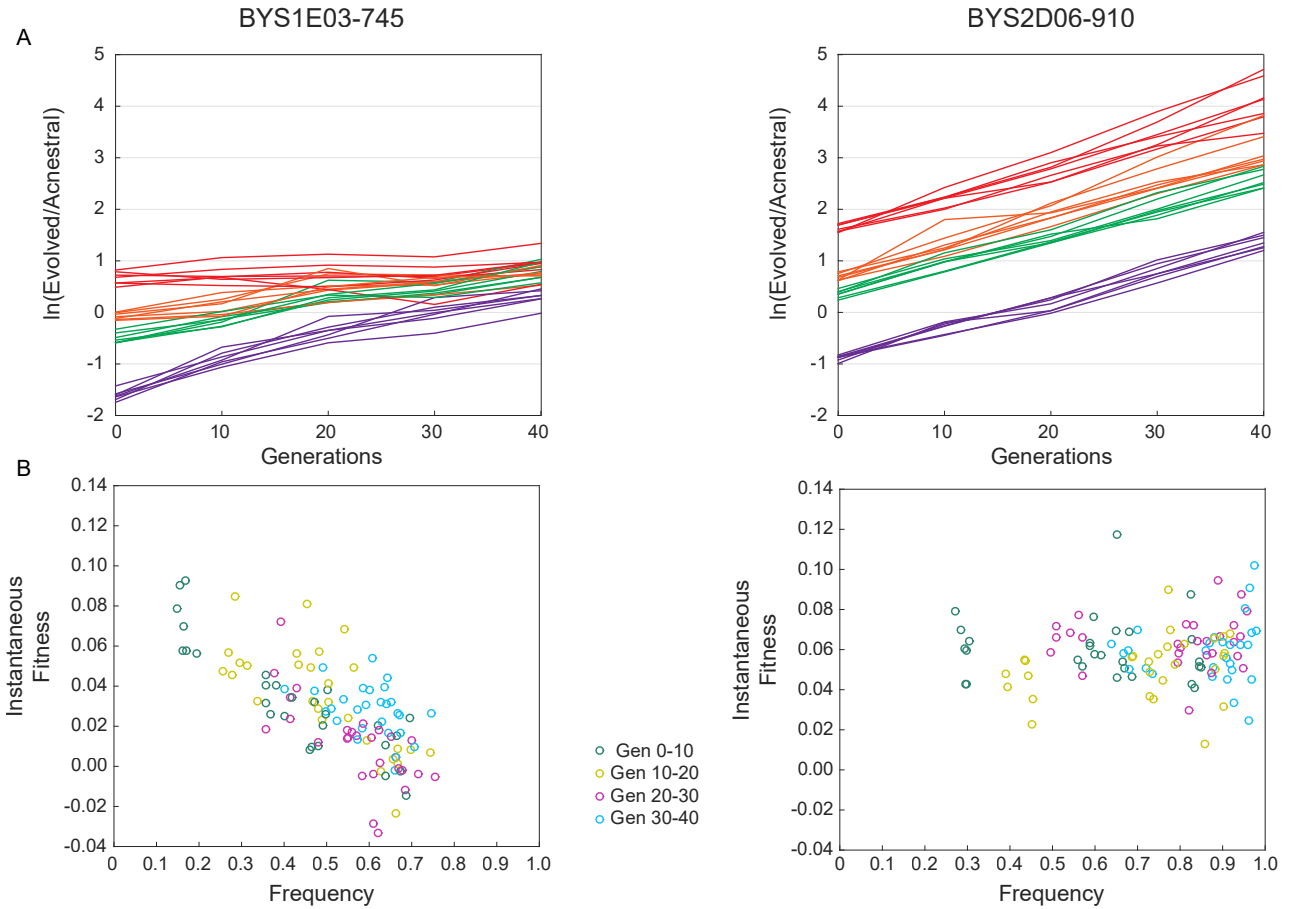 BYS1E03-745
BYS2D06-910
A
ln(Evolved/Acnestral)
5
4
3
2
1
0
-1
-2
0 10 20 30 40
Generations
ln(Evolved/Acnestral)
5
4
3
2
1
0
-1
-2
0 10 20 30 40
Generations
B
Instantaneous
Fitness
0.14
0.12
0.10
0.08
0.06
0.04
0.02
0.00
-0.02
-0.04
0 0.1 0.2 0.3 0.4 0.5 0.6 0.7 0.8 0.9 1.0
Frequency
Gen 0-10
Gen 10-20
Gen 20-30
Gen 30-40
Instantaneous
Fitness
0.14
0.12
0.10
0.08
0.06
0.04
0.02
0.00
-0.02
-0.04
0 0.1 0.2 0.3 0.4 0.5 0.6 0.7 0.8 0.9 1.0
Frequency